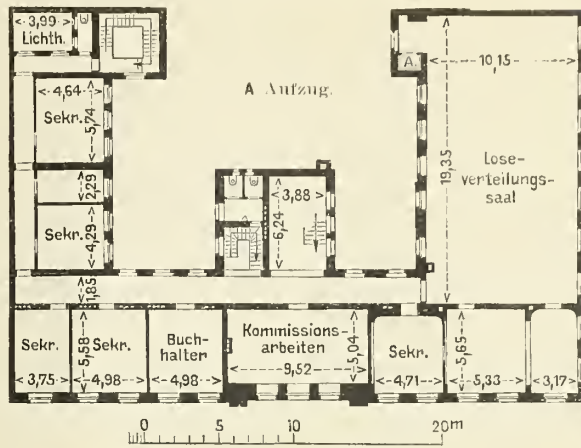 3,99
Lichth.
A.
10,15
4,64
A Aufzug.
Sekr.
5,74
19,35
Lose-
verteilungs-
saal
2,29
3,88
6,24
Sekr.
4,29
1,85
Sekr.
5,58
Sekr.
Buch-
halter
Kommissions-
arbeiten
5,04
Sekr.
5,65
3,75
4,98
4,98
9,52
4,71
5,33
3,17
0
5
10
20m